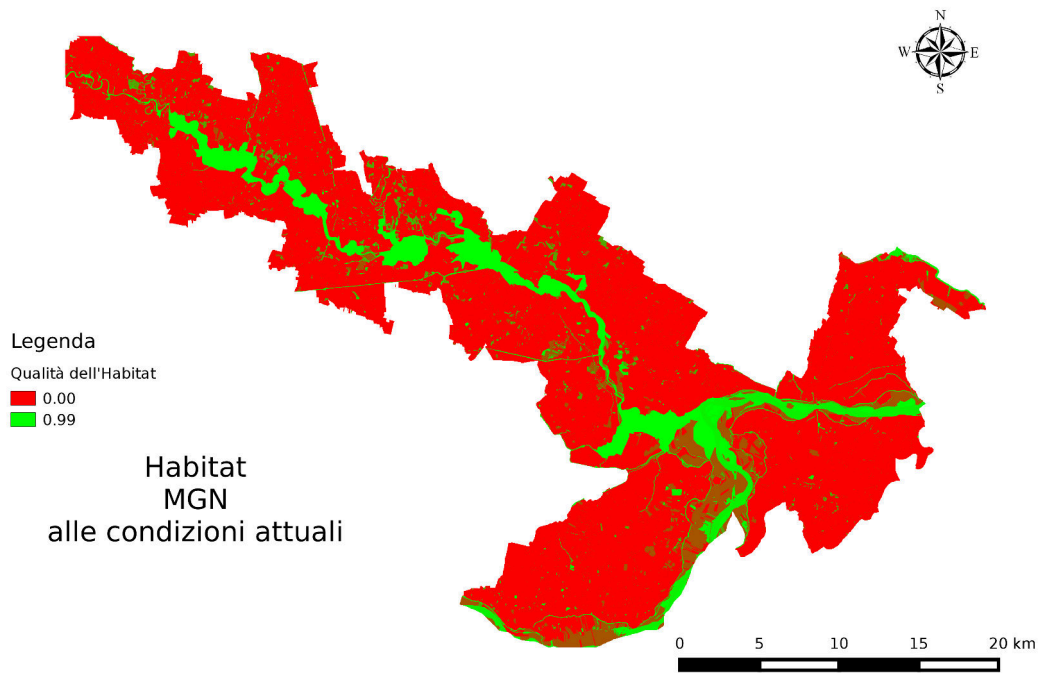 N
W E
S
Legenda
Qualità dell'Habitat
0.00
0.99
Habitat
MGN
alle condizioni attuali
0 5 10 15 20 km